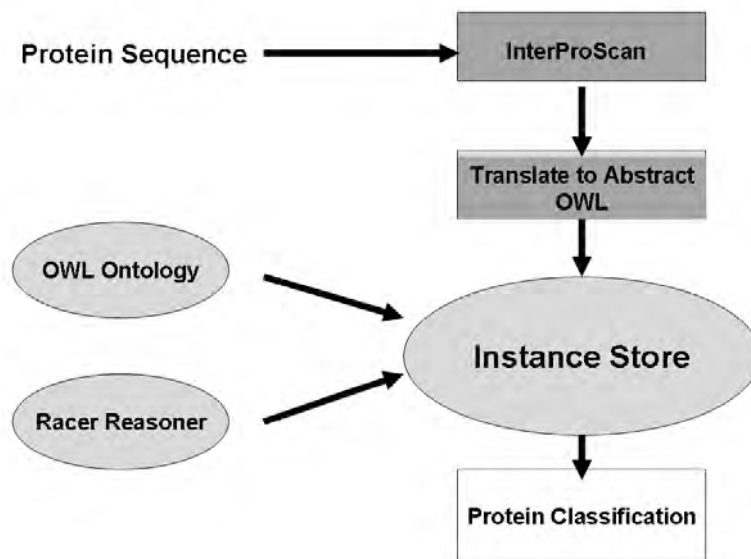 Protein Sequence
InterProScan
Translate to Abstract
OWL
OWL Ontology
Instance Store
Racer Reasoner
Protein Classification